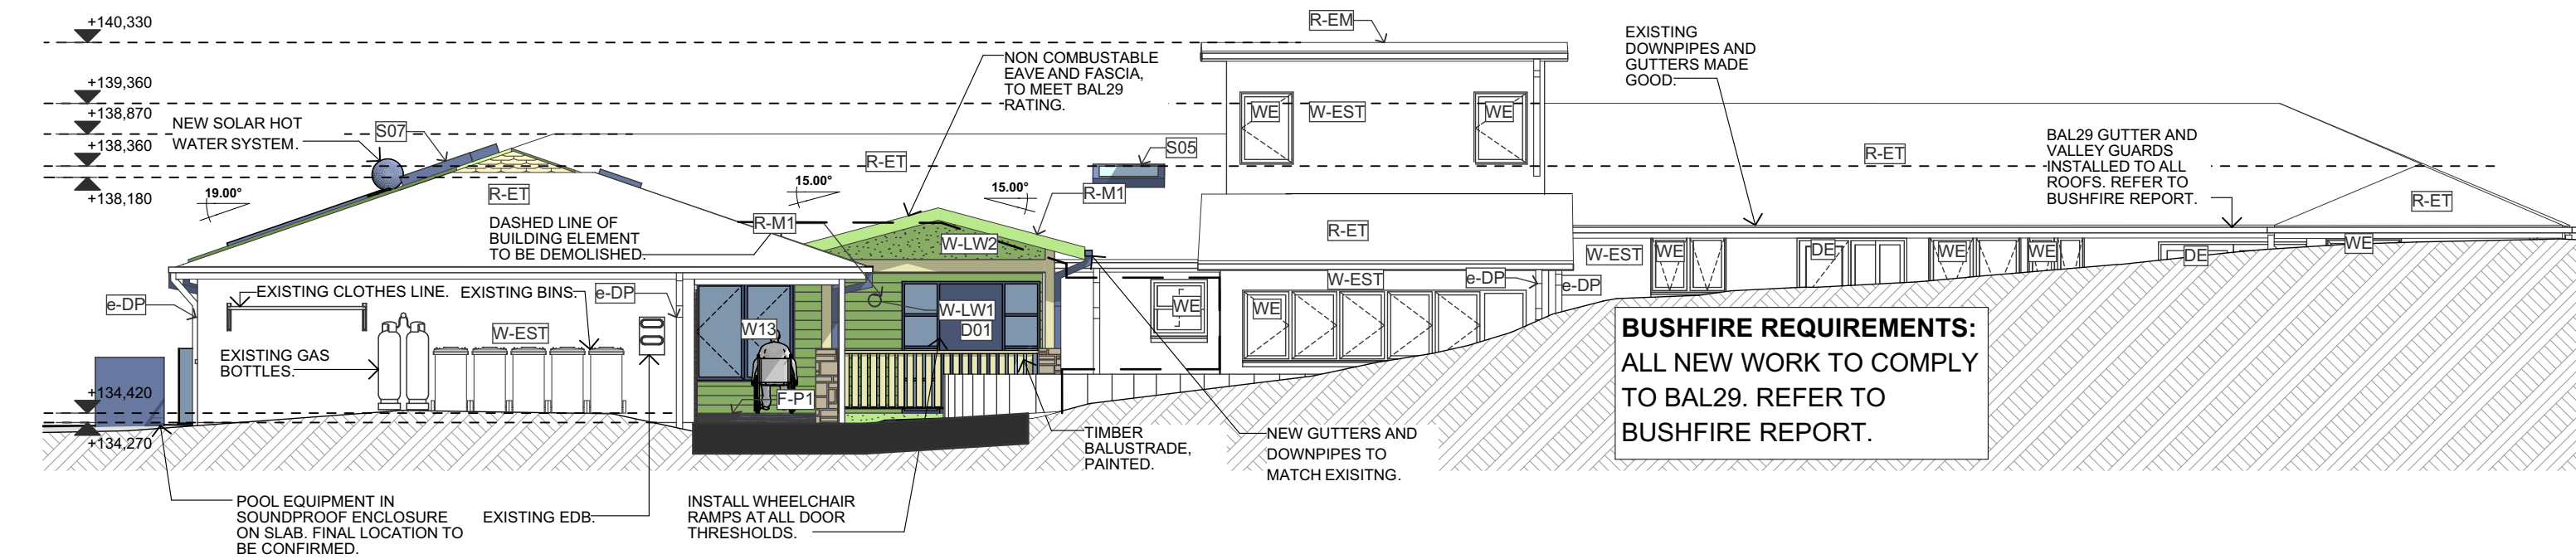 +140,330
+139,360
+138,870
+138,360
+138,180
NEW SOLAR HOT
WATER SYSTEM.
S07
19.00°
R-ET
DASHED LINE OF
BUILDING ELEMENT
TO BE DEMOLISHED.
R-M1
15.00°
R-ET
NON COMBUSTABLE
EAVE AND FASCIA,
TO MEET BAL29
RATING.
15.00°
R-M1
S05
W-LW2
R-EM
WE
W-EST
WE
R-ET
EXISTING
DOWNPIPES AND
GUTTERS MADE
GOOD.
R-ET
BAL29 GUTTER AND
VALLEY GUARDS
INSTALLED TO ALL
ROOFS. REFER TO
BUSHFIRE REPORT.
R-ET
e-DP
EXISTING CLOTHES LINE.
EXISTING BINS.
e-DP
W-EST
EXISTING GAS
BOTTLES.
W13
W-LW1
D01
F-P1
WE
W-EST
WE
e-DP
e-DP
W-EST
WE
DE
WE
WE
DE
WE
+134,420
+134,270
BUSHFIRE REQUIREMENTS:
ALL NEW WORK TO COMPLY
TO BAL29. REFER TO
BUSHFIRE REPORT.
POOL EQUIPMENT IN
SOUNDPROOF ENCLOSURE
ON SLAB. FINAL LOCATION TO
BE CONFIRMED.
EXISTING EDB.
INSTALL WHEELCHAIR
RAMPS AT ALL DOOR
THRESHOLDS.
TIMBER
BALUSTRADE,
PAINTED.
NEW GUTTERS AND
DOWNPIPES TO
MATCH EXISITNG.